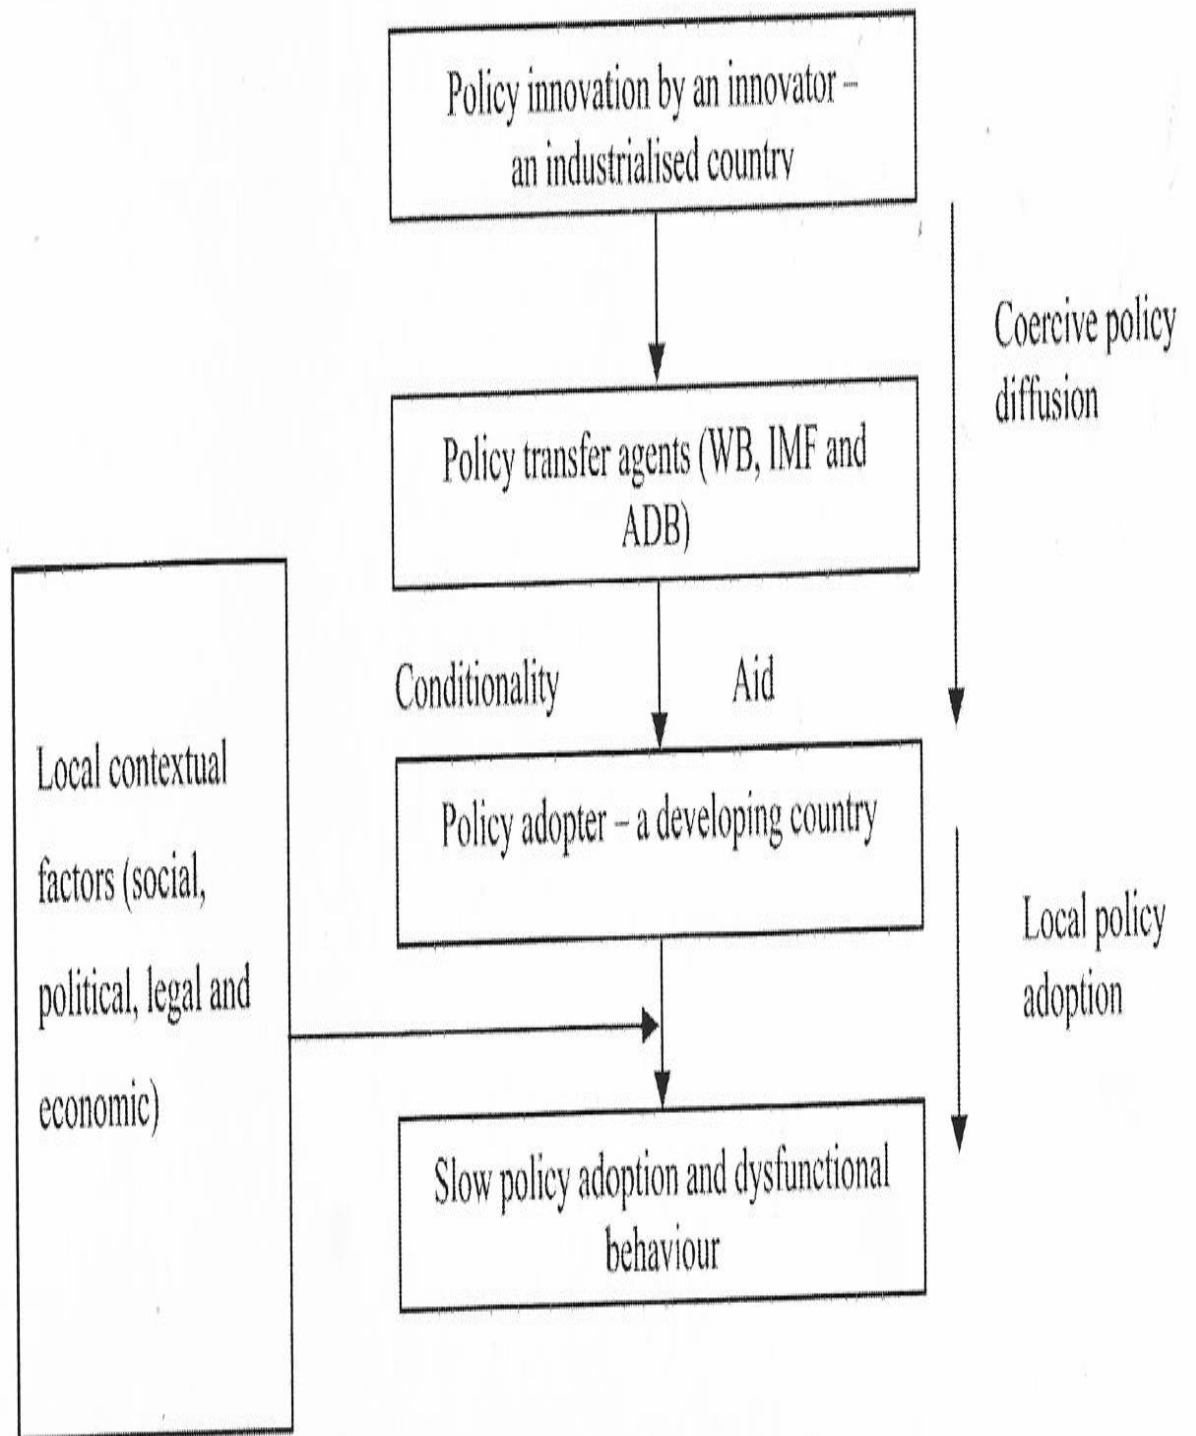 Policy innovation by an innovator –
an industrialised country
Coercive policy
diffusion
Policy transfer agents (WB, IMF and
ADB)
Conditionality
Aid
Local contextual
factors (social,
political, legal and
economic)
Policy adopter – a developing country
Local policy
adoption
Slow policy adoption and dysfunctional
behaviour